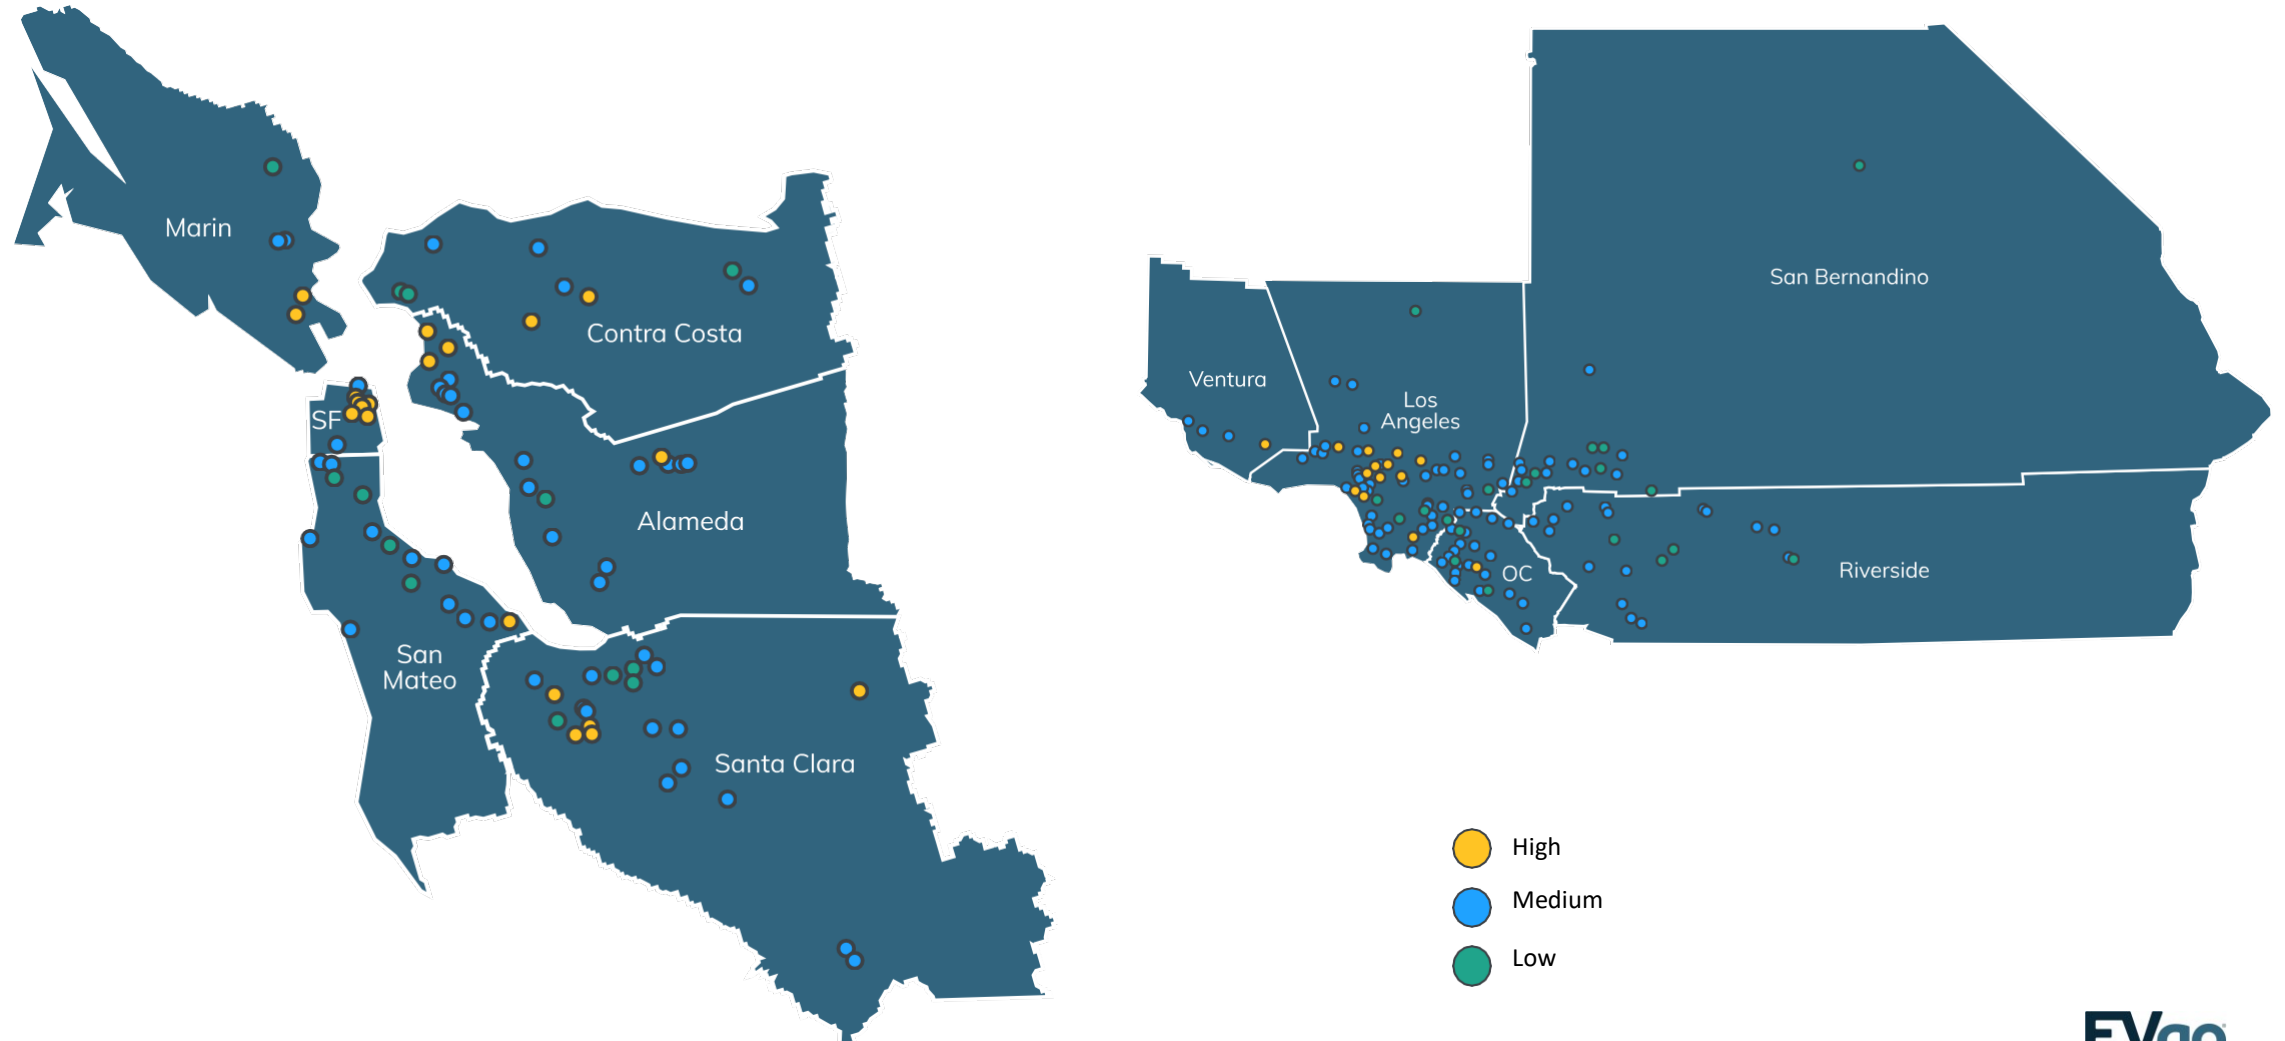 Marin
Contra Costa
SF
Alameda
San
Mateo
Santa Clara
San Bernandino
Ventura
Los
Angeles
OC
Riverside
High
Medium
Low
EVgo